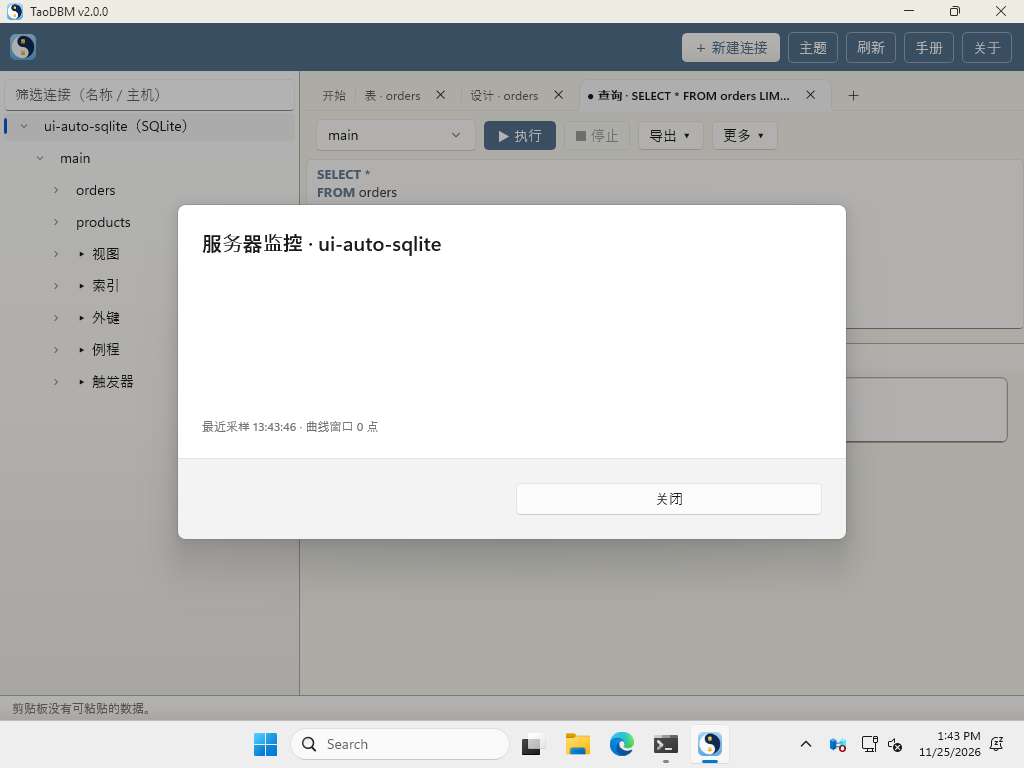 TaoDBM v2.0.0
+ 新建连接 主题 刷新 手册 关于
筛选连接（名称 / 主机）
开始 表 · orders 设计 · orders ● 查询 · SELECT * FROM orders LIM...
ui-auto-sqlite（SQLite）
main
orders
products
视图
索引
外键
例程
触发器
main 执行 停止 导出 更多
SELECT *
FROM orders
服务器监控 · ui-auto-sqlite
最近采样 13:43:46 · 曲线窗口 0 点
关闭
剪贴板没有可粘贴的数据。
Search
1:43 PM
11/25/2026